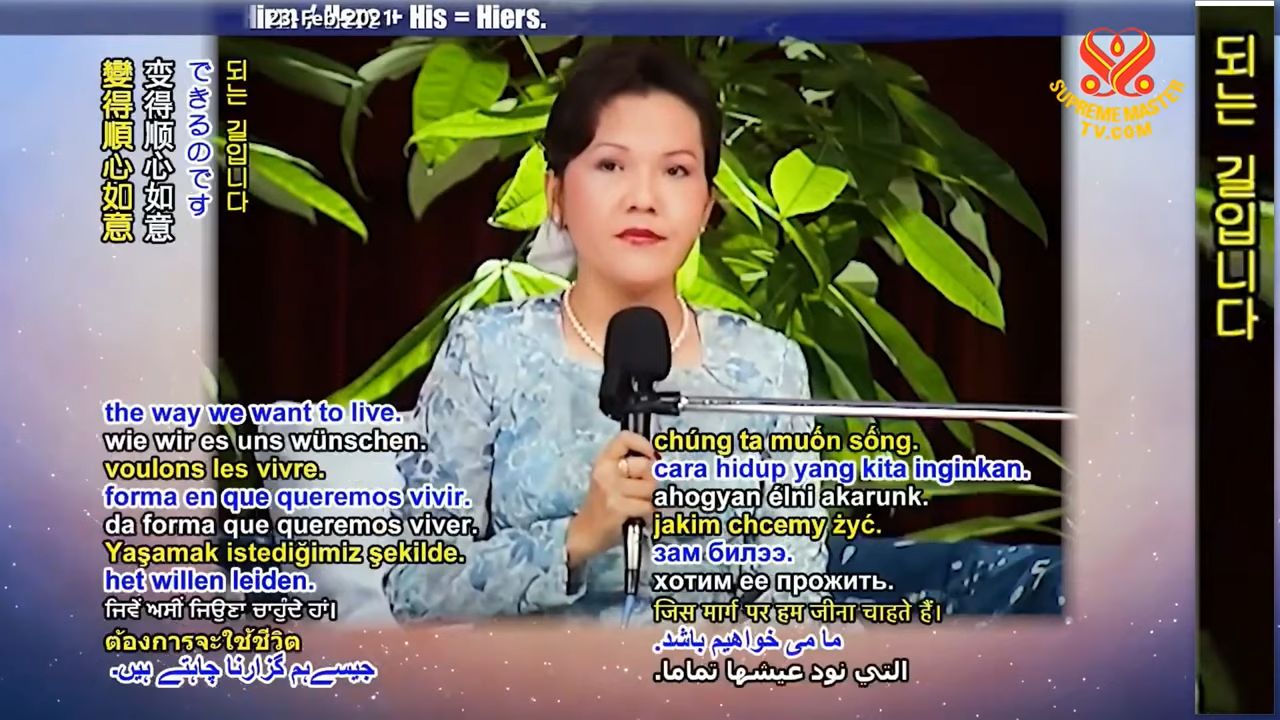 Hirm / Hers + His = Hiers.
23-Feb-2021
SUPREME MASTER
TV.COM
되는 길입니다
できるのです
变得顺心如意
變得順心如意
되는 길입니다
the way we want to live.
wie wir es uns wünschen.
voulons les vivre.
forma en que queremos vivir.
da forma que queremos viver.
Yaşamak istediğimiz şekilde.
het willen leiden.
ਜਿਵੇਂ ਅਸੀਂ ਜਿਉਣਾ ਚਾਹੁੰਦੇ ਹਾਂ।
ต้องการจะใช้ชีวิต
جیسے ہم گزارنا چاہتے ہیں.
chúng ta muốn sống.
cara hidup yang kita inginkan.
ahogyan élni akarunk.
jakim chcemy żyć.
зам билээ.
хотим ее прожить.
जिस मार्ग पर हम जीना चाहते हैं।
ما می خواهیم باشد.
التي نود عيشها تماما.